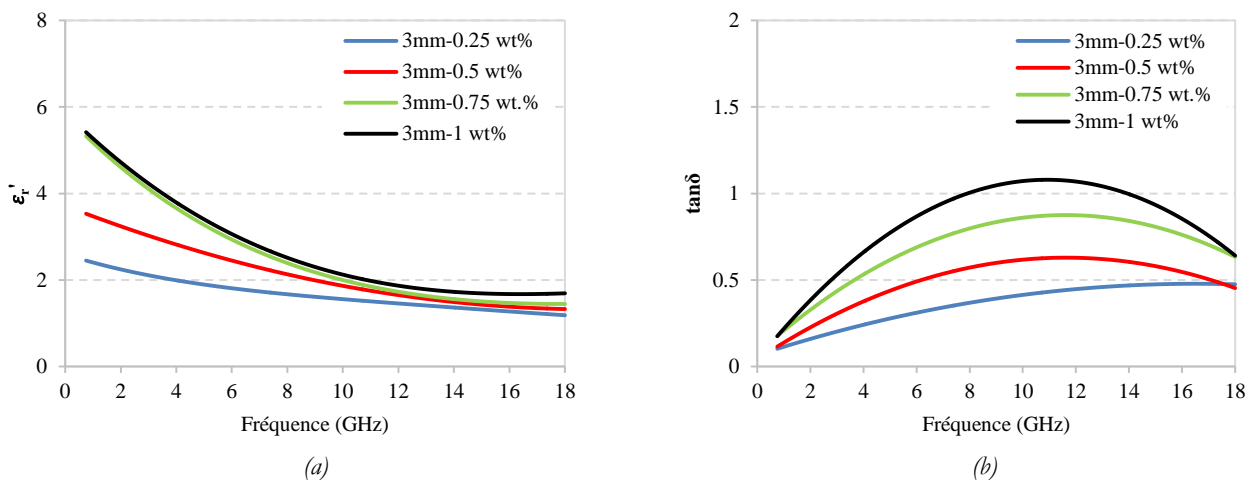 8
6
4
2
0
εr'
3mm-0.25 wt%
3mm-0.5 wt%
3mm-0.75 wt.%
3mm-1 wt%
0 2 4 6 8 10 12 14 16 18
Fréquence (GHz)
(a)
2
1.5
1
0.5
0
tanδ
3mm-0.25 wt%
3mm-0.5 wt%
3mm-0.75 wt.%
3mm-1 wt%
0 2 4 6 8 10 12 14 16 18
Fréquence (GHz)
(b)